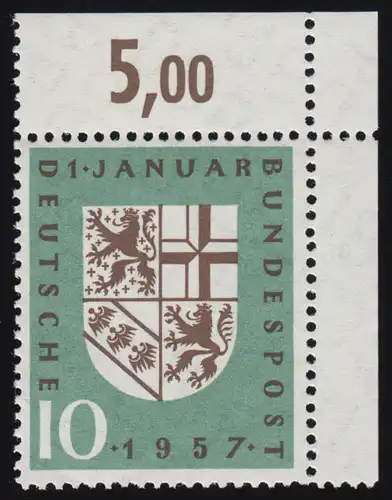 5,00
DEUTSCHE
1·JANUAR
BUNDESPOST
10
·1957·